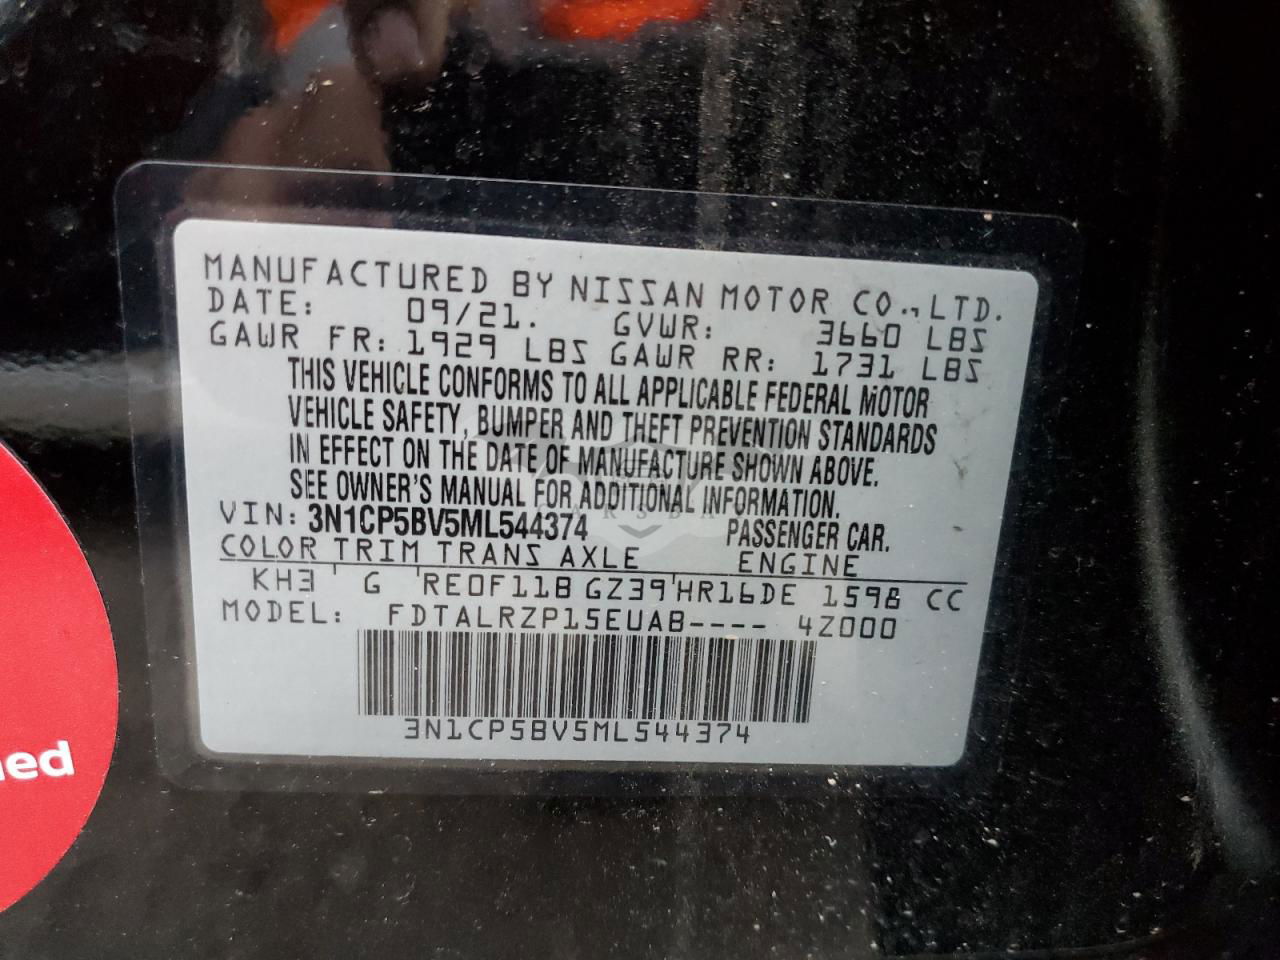 MANUFACTURED BY NISSAN MOTOR CO.,LTD.
DATE: 09/21. GVWR: 3660 LBS
GAWR FR: 1929 LBS GAWR RR: 1731 LBS
THIS VEHICLE CONFORMS TO ALL APPLICABLE FEDERAL MOTOR
VEHICLE SAFETY, BUMPER AND THEFT PREVENTION STANDARDS
IN EFFECT ON THE DATE OF MANUFACTURE SHOWN ABOVE.
SEE OWNER'S MANUAL FOR ADDITIONAL INFORMATION.
VIN: 3N1CP5BV5ML544374 PASSENGER CAR.
COLOR TRIM TRANS AXLE ENGINE
KH3 G RE0F11B GZ39 HR16DE 1598 CC
MODEL: FDTALRZP15EUAB---- 4Z000
3N1CP5BV5ML544374